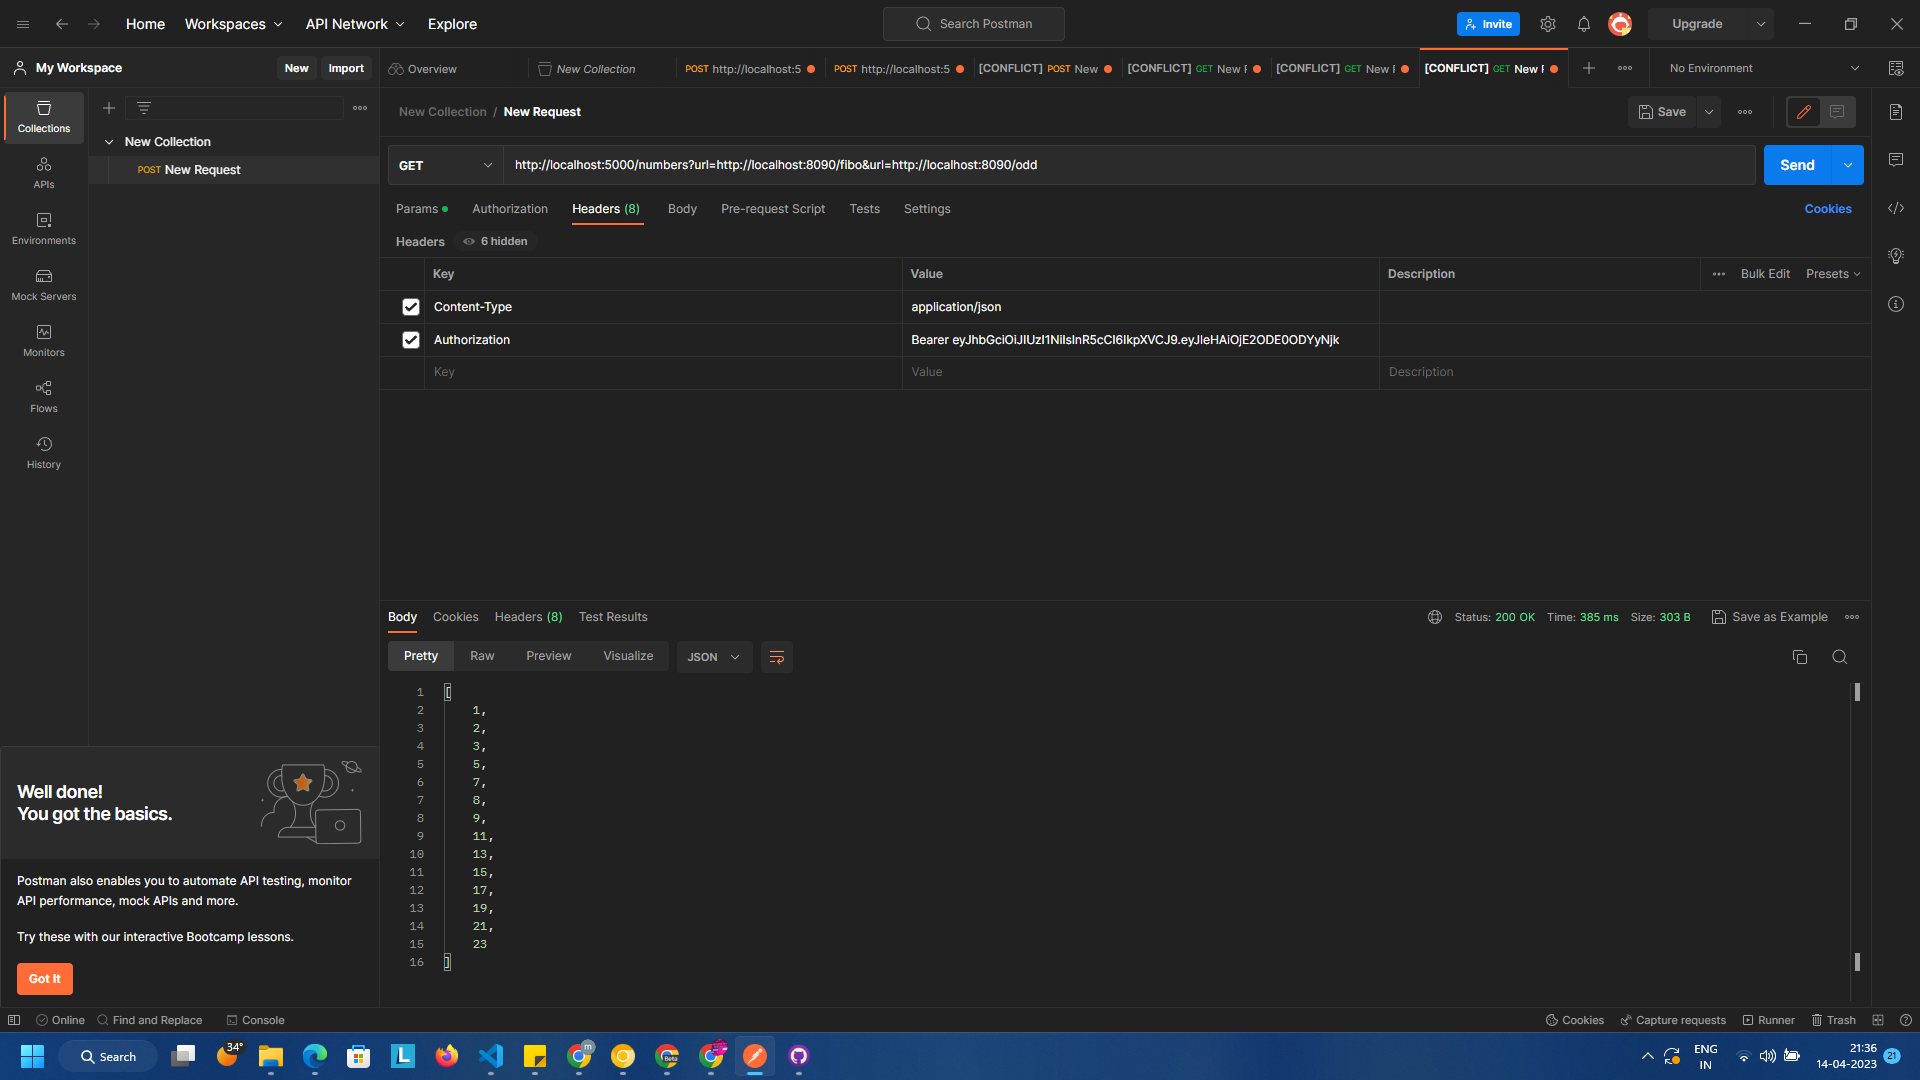 Home Workspaces API Network Explore Search Postman Invite Upgrade
My Workspace New Import Overview New Collection POST http://localhost:5 POST http://localhost:5 [CONFLICT] POST New [CONFLICT] GET New [CONFLICT] GET New [CONFLICT] GET New No Environment
Collections
APIs
Environments
Mock Servers
Monitors
Flows
History
New Collection
POST New Request
New Collection / New Request Save
GET http://localhost:5000/numbers?url=http://localhost:8090/fibo&url=http://localhost:8090/odd Send
Params Authorization Headers (8) Body Pre-request Script Tests Settings Cookies
Headers 6 hidden
Key Value Description Bulk Edit Presets
Content-Type application/json
Authorization Bearer eyJhbGciOiJIUzI1NiIsInR5cCI6IkpXVCJ9.eyJleHAiOjE2ODE0ODYyNjk
Key Value Description
Body Cookies Headers (8) Test Results Status: 200 OK Time: 385 ms Size: 303 B Save as Example
Pretty Raw Preview Visualize JSON
1 [
2 1,
3 2,
4 3,
5 5,
6 7,
7 8,
8 9,
9 11,
10 13,
11 15,
12 17,
13 19,
14 21,
15 23
16 ]
Well done!
You got the basics.
Postman also enables you to automate API testing, monitor
API performance, mock APIs and more.
Try these with our interactive Bootcamp lessons.
Got It
Online Find and Replace Console Cookies Capture requests Runner Trash
Search 34° L m Beta ENG
IN
21:36
14-04-2023 21